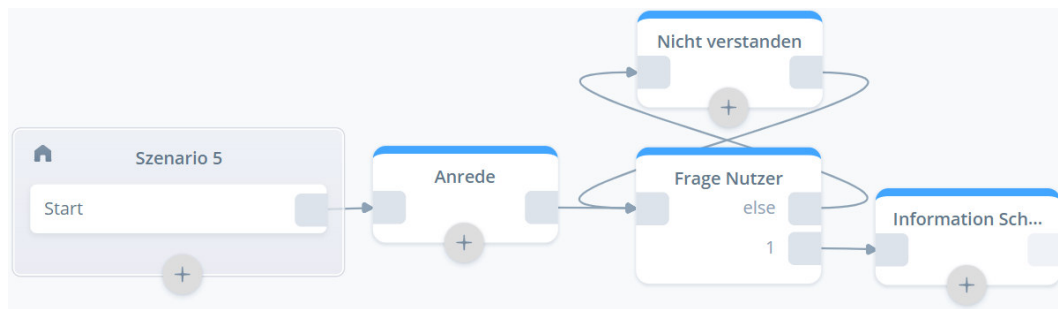 Nicht verstanden
Szenario 5
Start
Anrede
Frage Nutzer
else
1
Information Sch...